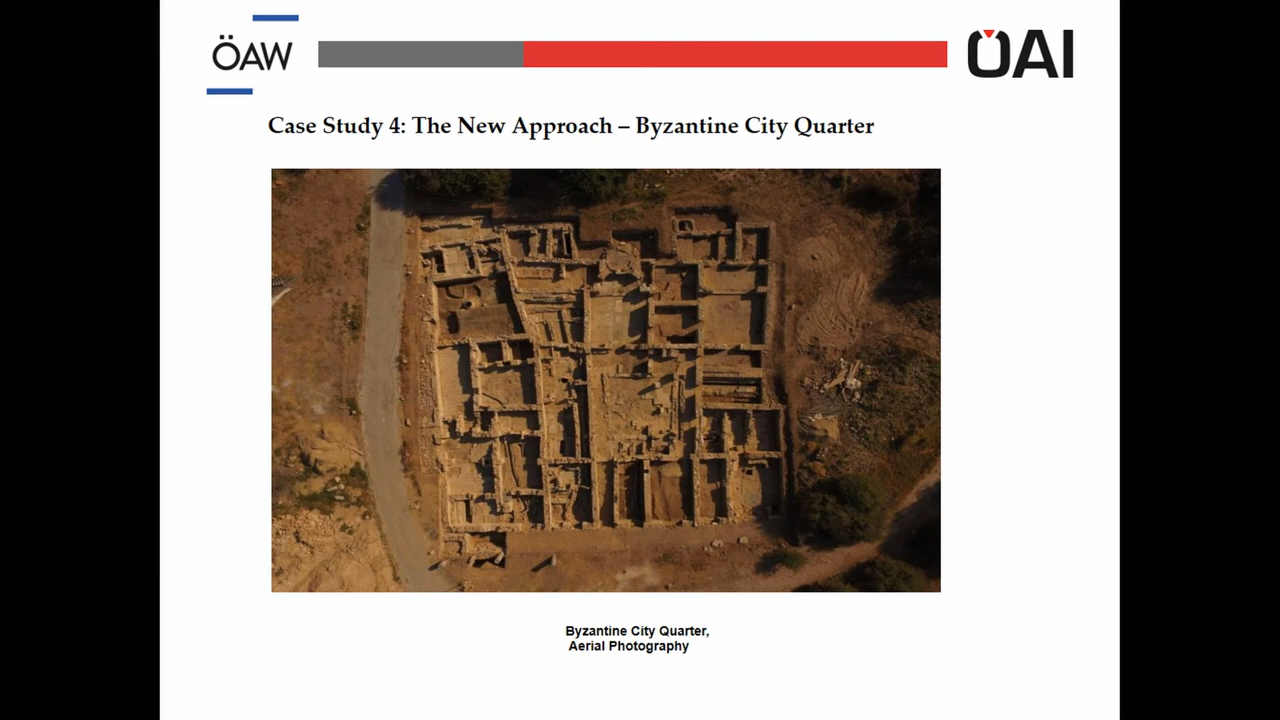 ÖAW
ÖAI
Case Study 4: The New Approach – Byzantine City Quarter
Byzantine City Quarter,
Aerial Photography